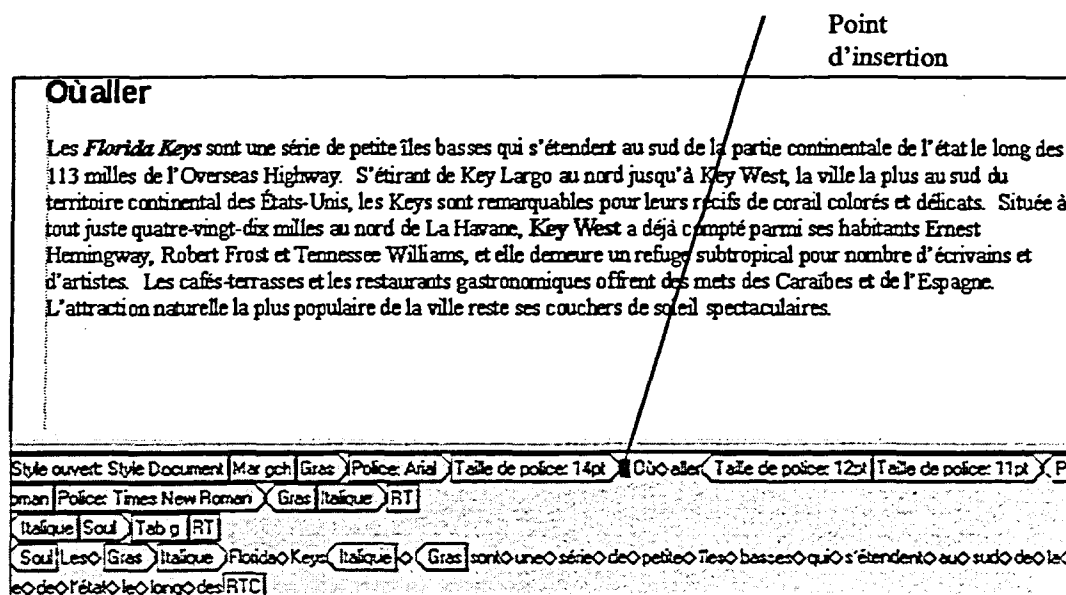 Point
d'insertion
Où aller
Les Florida Keys sont une série de petite îles basses qui s'étendent au sud de la partie continentale de l'état le long des
113 milles de l'Overseas Highway. S'étirant de Key Largo au nord jusqu'à Key West, la ville la plus au sud du
territoire continental des États-Unis, les Keys sont remarquables pour leurs récifs de corail colorés et délicats. Située à
tout juste quatre-vingt-dix milles au nord de La Havane, Key West a déjà compté parmi ses habitants Ernest
Hemingway, Robert Frost et Tennessee Williams, et elle demeure un refuge subtropical pour nombre d'écrivains et
d'artistes. Les cafés-terrasses et les restaurants gastronomiques offrent des mets des Caraïbes et de l'Espagne.
L'attraction naturelle la plus populaire de la ville reste ses couchers de soleil spectaculaires.
Style ouvert: Style Document Mar gch Gras Police: Arial Taille de police: 14pt Où◇aller Taille de police: 12pt Taille de police: 11pt P
oman Police: Times New Roman Gras Italique RT
Italique Soul Tab g RT
Soul Les◇ Gras Italique Florida◇Keys Italique ◇ Gras sont◇une◇série◇de◇petite◇îles◇basses◇qui◇s'étendent◇au◇sud◇de◇la◇
e◇de◇l'état◇le◇long◇des RTC